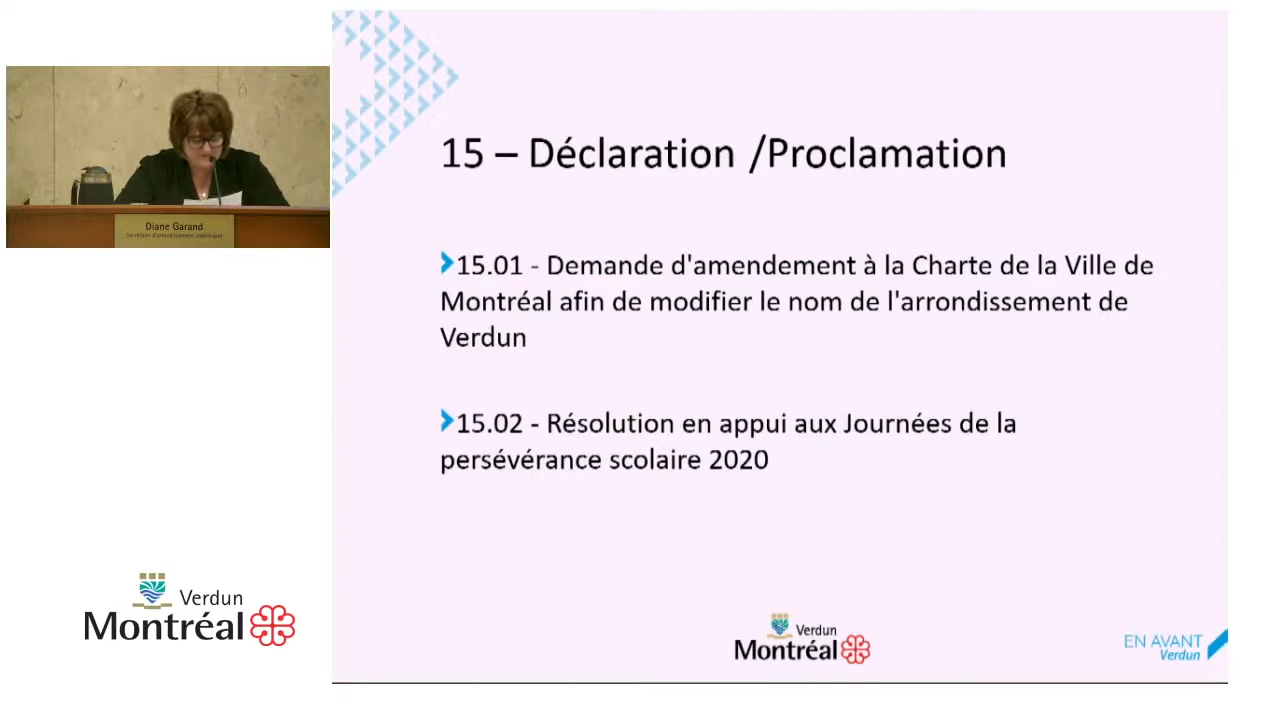 15 – Déclaration /Proclamation
15.01 - Demande d'amendement à la Charte de la Ville de
Montréal afin de modifier le nom de l'arrondissement de
Verdun
15.02 - Résolution en appui aux Journées de la
persévérance scolaire 2020
Diane Garand
Secrétaire d'arrondissement
Verdun
Montréal
Verdun
Montréal
EN AVANT
Verdun